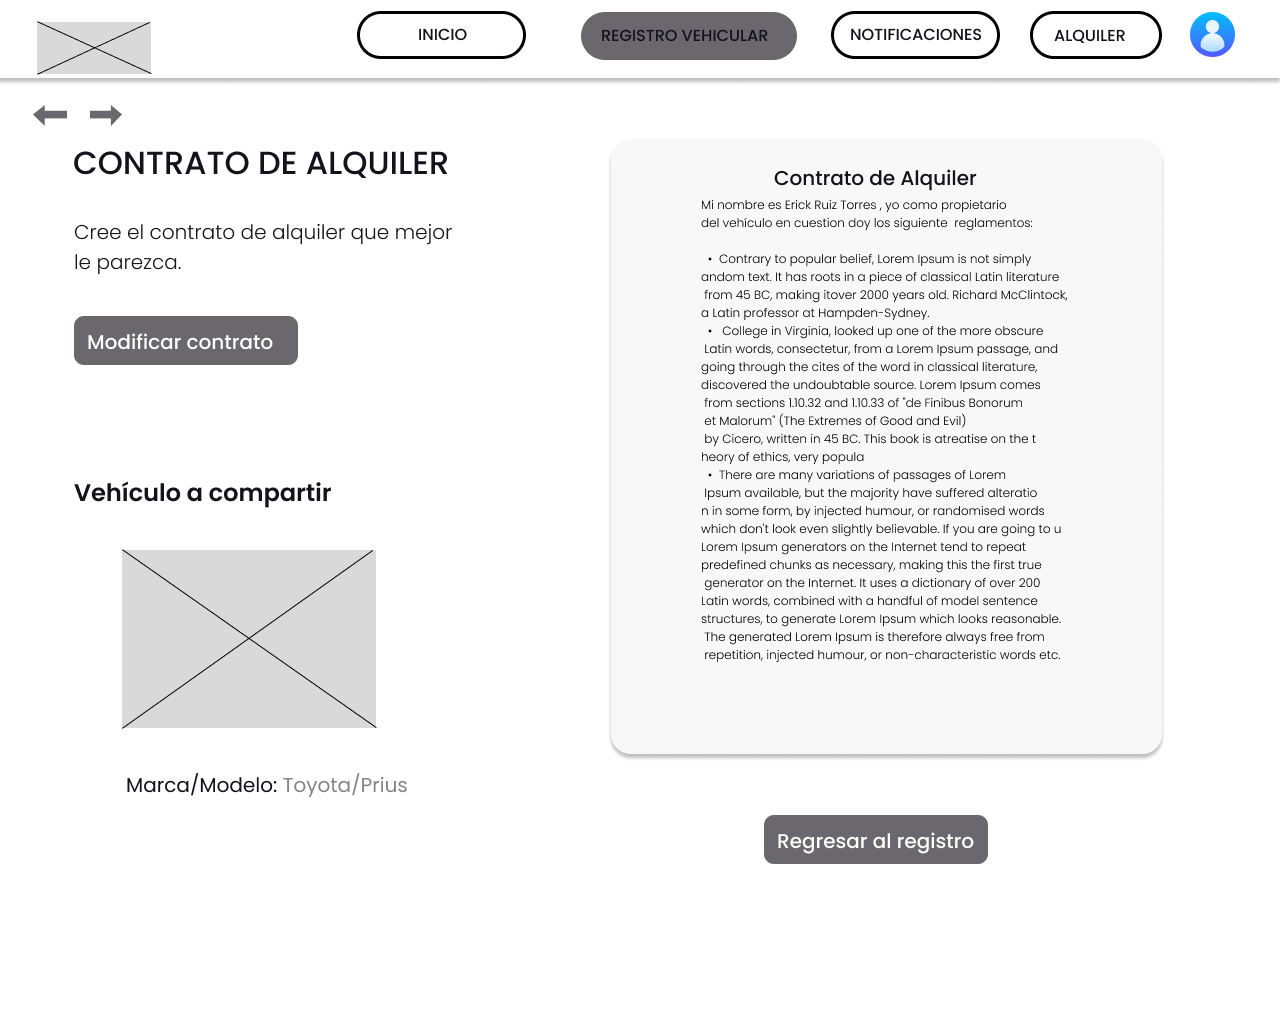 INICIO
REGISTRO VEHICULAR
NOTIFICACIONES
ALQUILER
CONTRATO DE ALQUILER
Cree el contrato de alquiler que mejor
le parezca.
Modificar contrato
Vehículo a compartir
Marca/Modelo: Toyota/Prius
Contrato de Alquiler
Mi nombre es Erick Ruiz Torres , yo como propietario
del vehículo en cuestion doy los siguiente  reglamentos:
• Contrary to popular belief, Lorem Ipsum is not simply
andom text. It has roots in a piece of classical Latin literature
from 45 BC, making itover 2000 years old. Richard McClintock,
a Latin professor at Hampden-Sydney.
• College in Virginia, looked up one of the more obscure
Latin words, consectetur, from a Lorem Ipsum passage, and
going through the cites of the word in classical literature,
discovered the undoubtable source. Lorem Ipsum comes
from sections 1.10.32 and 1.10.33 of "de Finibus Bonorum
et Malorum" (The Extremes of Good and Evil)
by Cicero, written in 45 BC. This book is atreatise on the t
heory of ethics, very popula
• There are many variations of passages of Lorem
Ipsum available, but the majority have suffered alteratio
n in some form, by injected humour, or randomised words
which don't look even slightly believable. If you are going to u
Lorem Ipsum generators on the Internet tend to repeat
predefined chunks as necessary, making this the first true
generator on the Internet. It uses a dictionary of over 200
Latin words, combined with a handful of model sentence
structures, to generate Lorem Ipsum which looks reasonable.
The generated Lorem Ipsum is therefore always free from
repetition, injected humour, or non-characteristic words etc.
Regresar al registro